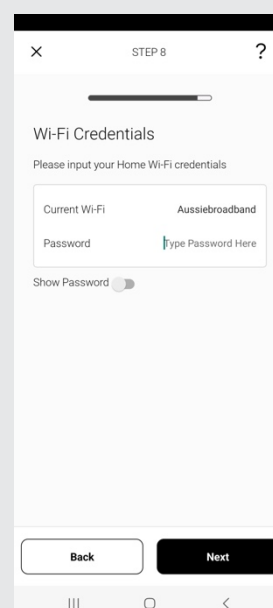 STEP 8 ?
Wi-Fi Credentials
Please input your Home Wi-Fi credentials
Current Wi-Fi Aussiebroadband
Password Type Password Here
Show Password
Back Next